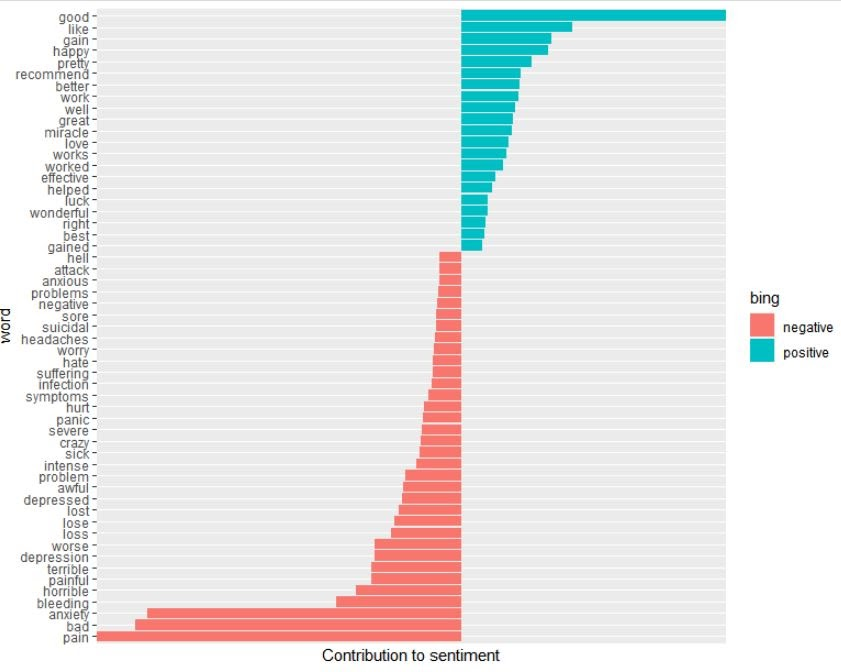 good
like
gain
happy
pretty
recommend
better
work
well
great
miracle
love
works
worked
effective
helped
luck
wonderful
right
best
gained
hell
attack
anxious
problems
negative
sore
suicidal
headaches
worry
hate
suffering
infection
symptoms
hurt
panic
severe
crazy
sick
intense
problem
awful
depressed
lost
lose
loss
worse
depression
terrible
painful
horrible
bleeding
anxiety
bad
pain
word
Contribution to sentiment
bing
negative
positive